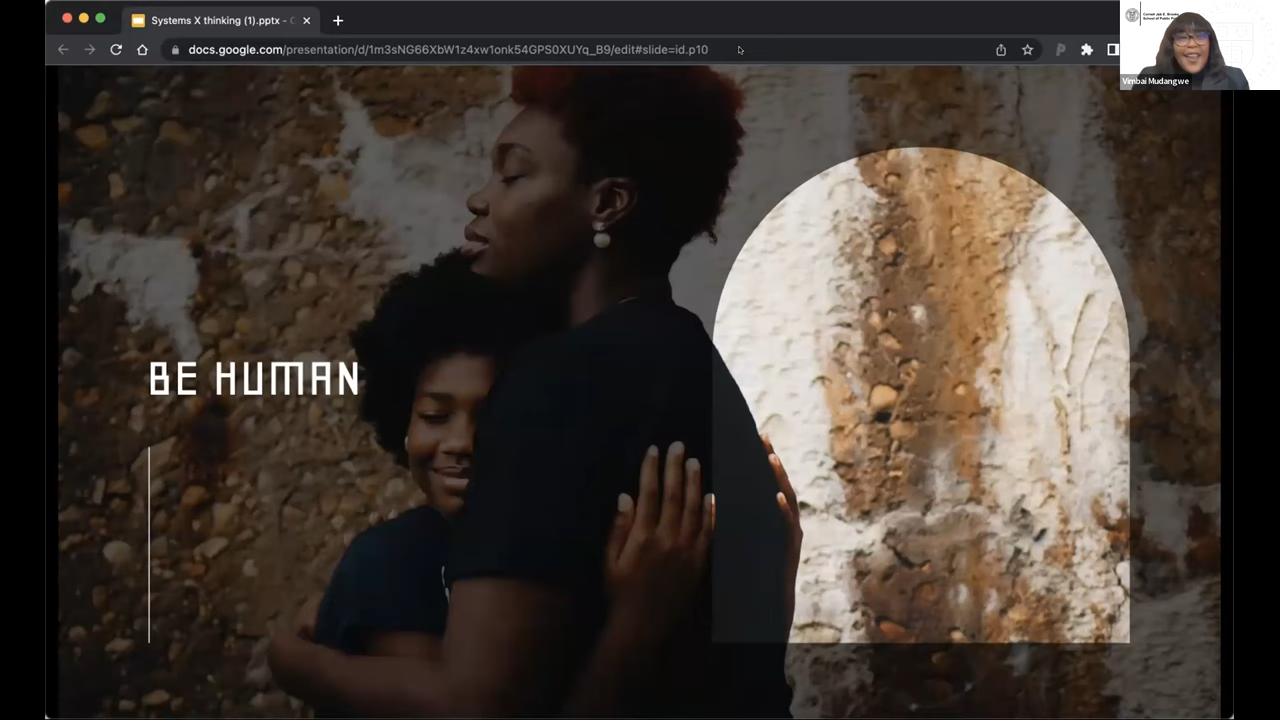 Systems X thinking (1).pptx - G
docs.google.com/presentation/d/1m3sNG66XbW1z4xw1onk54GPS0XUYq_B9/edit#slide=id.p10
Vimbai Mudangwe
BE HUMAN